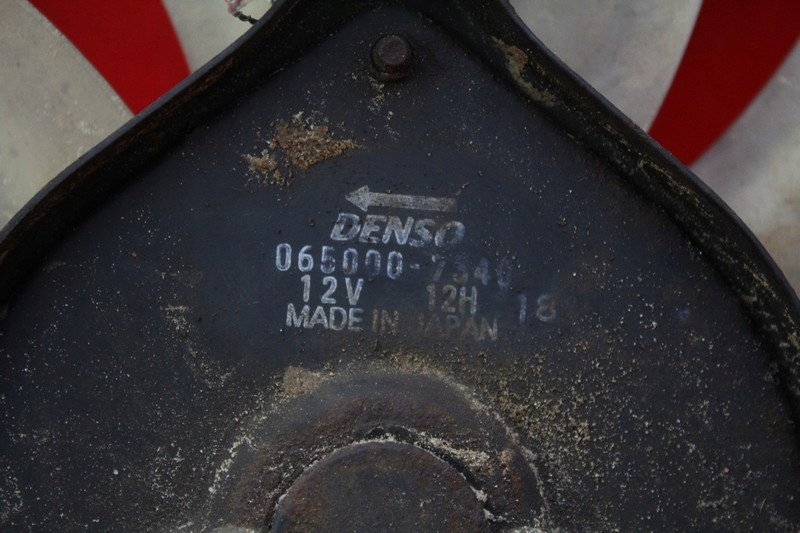 DENSO
065000-7340
12V 12H 18
MADE IN JAPAN